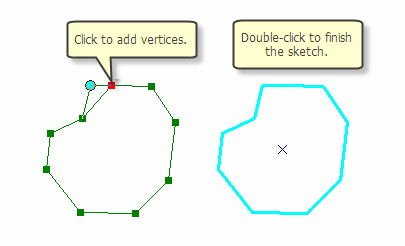 Click to add vertices.
Double-click to finish
the sketch.